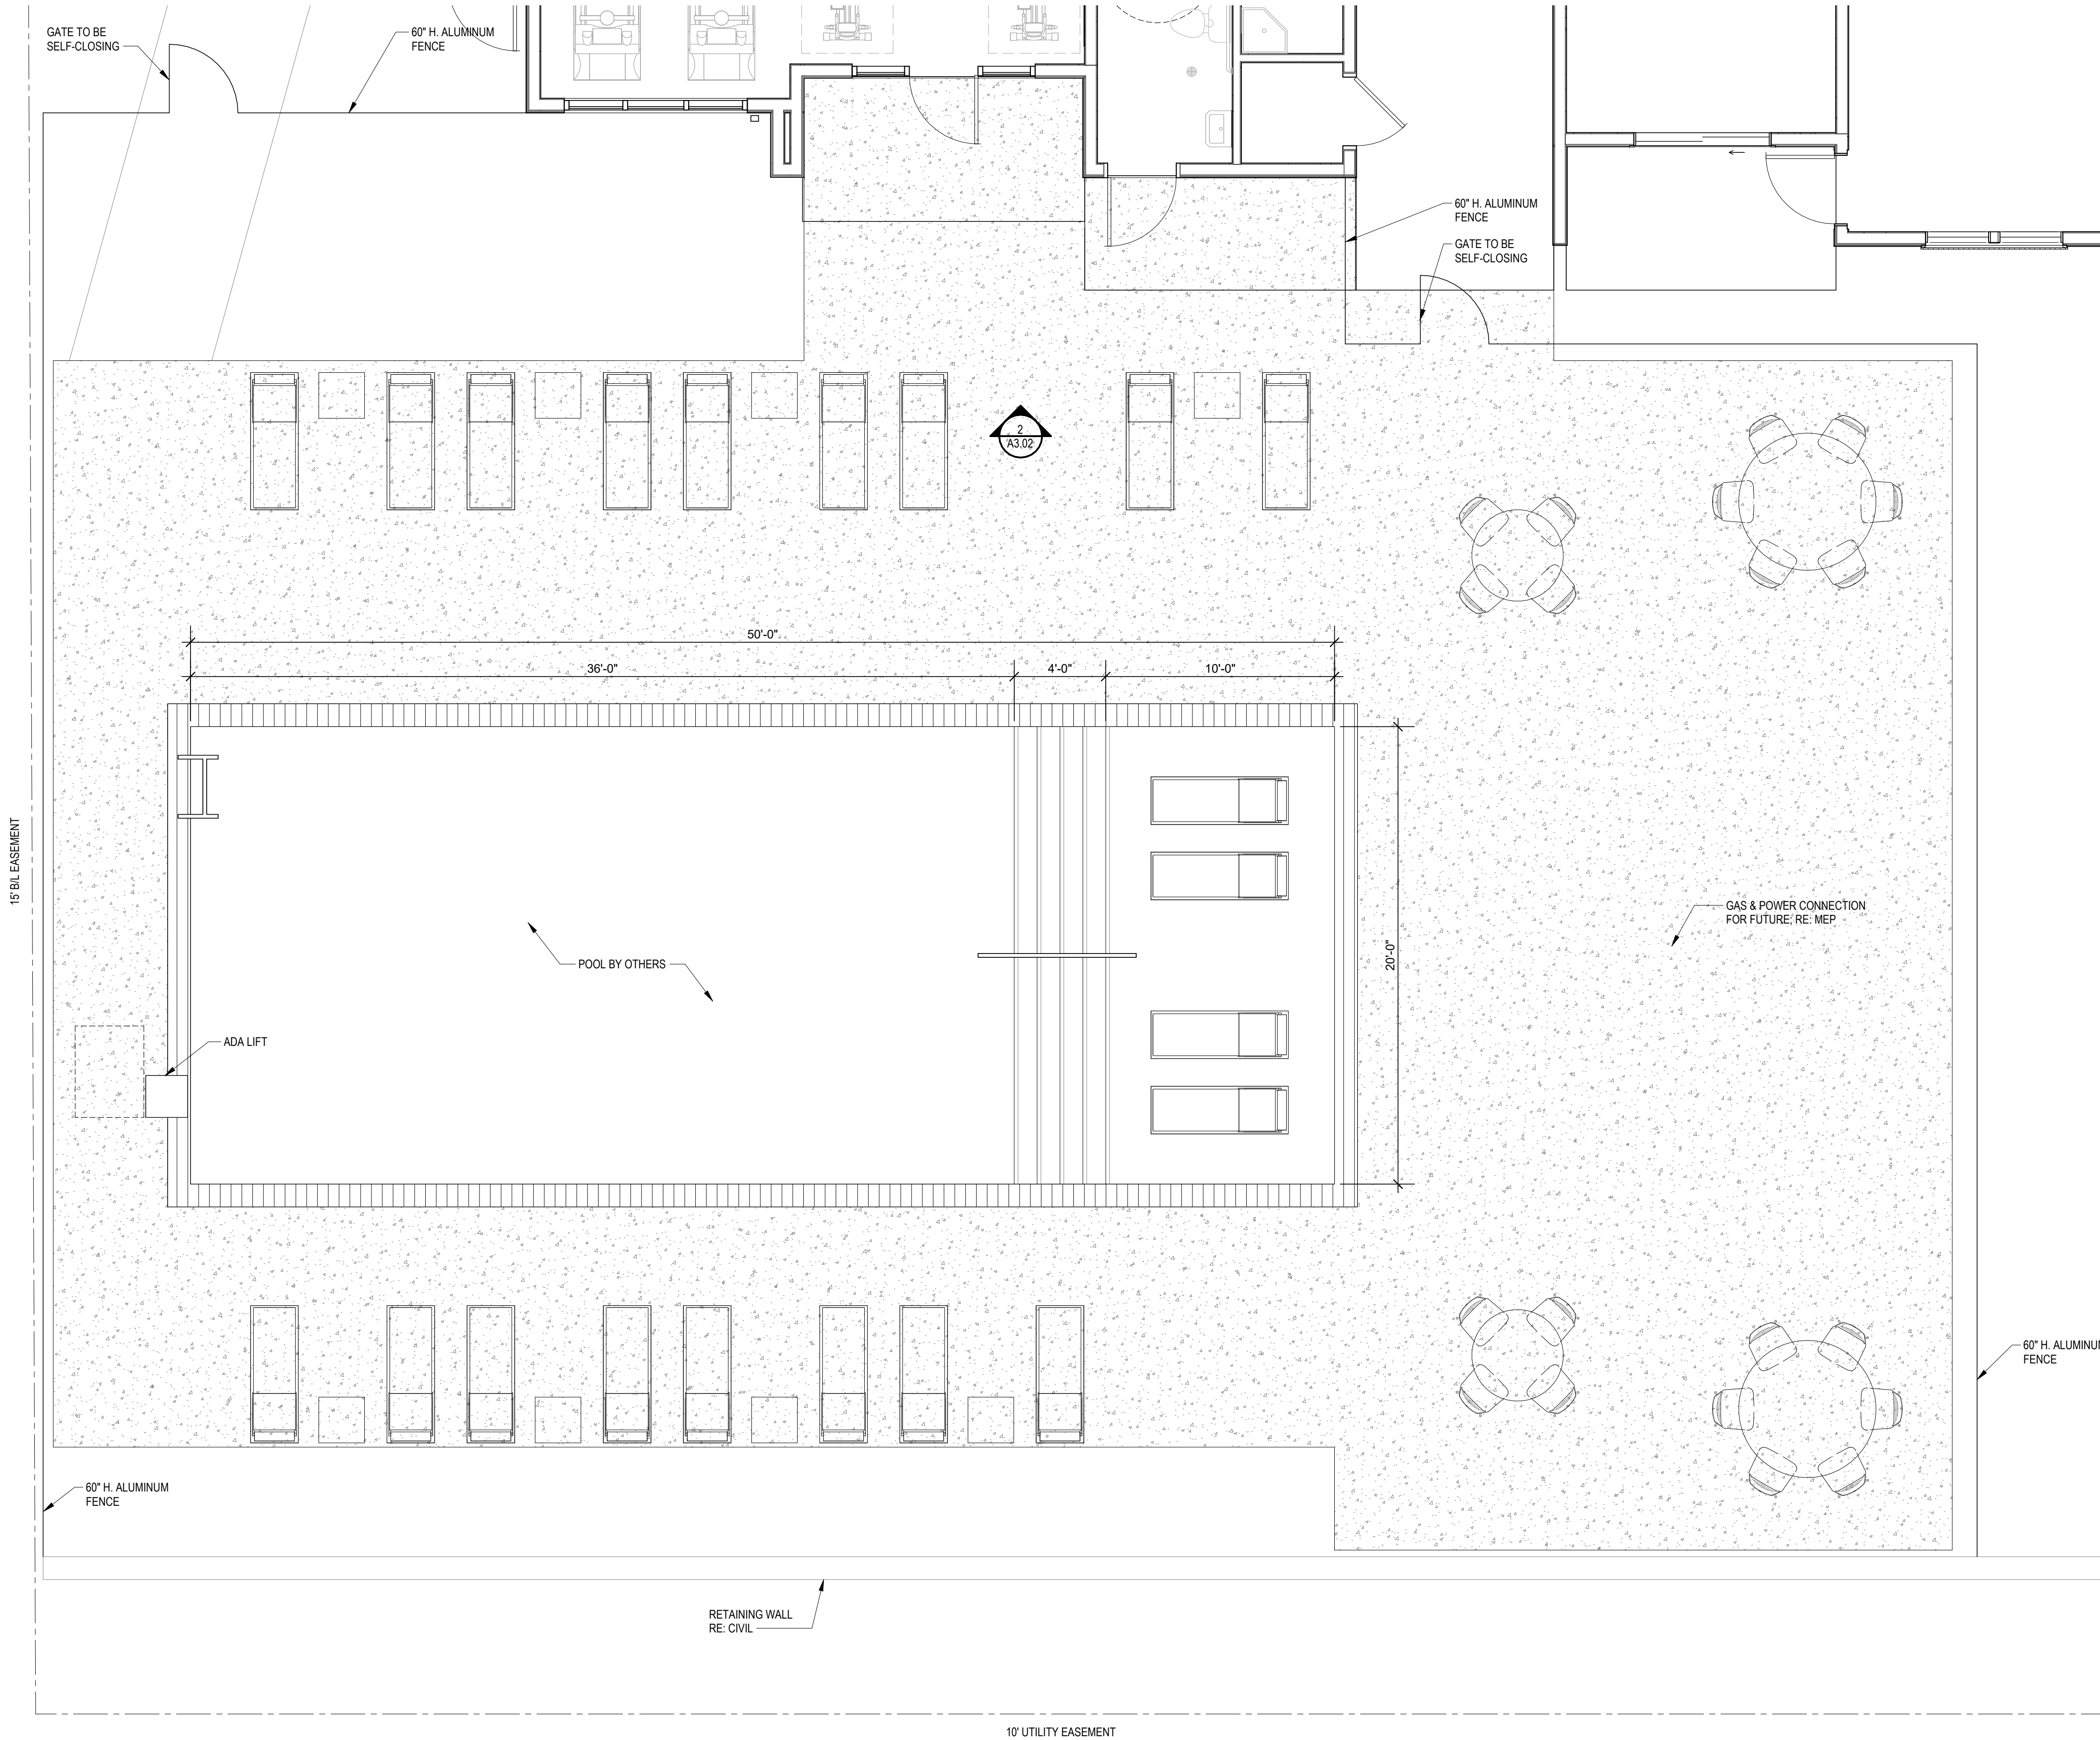 GATE TO BE
SELF-CLOSING
60" H. ALUMINUM
FENCE
60" H. ALUMINUM
FENCE
GATE TO BE
SELF-CLOSING
2
A3.02
50'-0"
36'-0"
4'-0"
10'-0"
15' B/L EASEMENT
GAS & POWER CONNECTION
FOR FUTURE, RE: MEP
20'-0"
POOL BY OTHERS
ADA LIFT
60" H. ALUMINUM
FENCE
60" H. ALUMINUM
FENCE
RETAINING WALL
RE: CIVIL
10' UTILITY EASEMENT